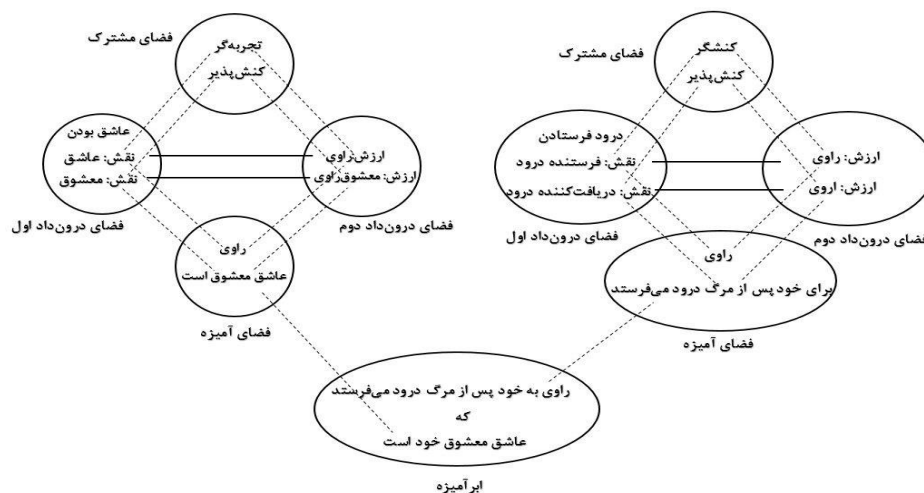 فضای مشترک
کنشگر
کنش‌پذیر
درود فرستادن
نقش: فرستنده درود
نقش: دریافت‌کننده درود
ارزش: راوی
ارزش: اروی
فضای درون‌داد اول
فضای درون‌داد دوم
راوی
برای خود پس از مرگ درود می‌فرستد
فضای آمیزه
فضای مشترک
تجربه‌گر
کنش‌پذیر
عاشق بودن
نقش: عاشق
نقش: معشوق
ارزش:راوی
ارزش: معشوق‌راوی
فضای درون‌داد اول
فضای درون‌داد دوم
راوی
عاشق معشوق است
فضای آمیزه
راوی به خود پس از مرگ درود می‌فرستد
که
عاشق معشوق خود است
ابرآمیزه